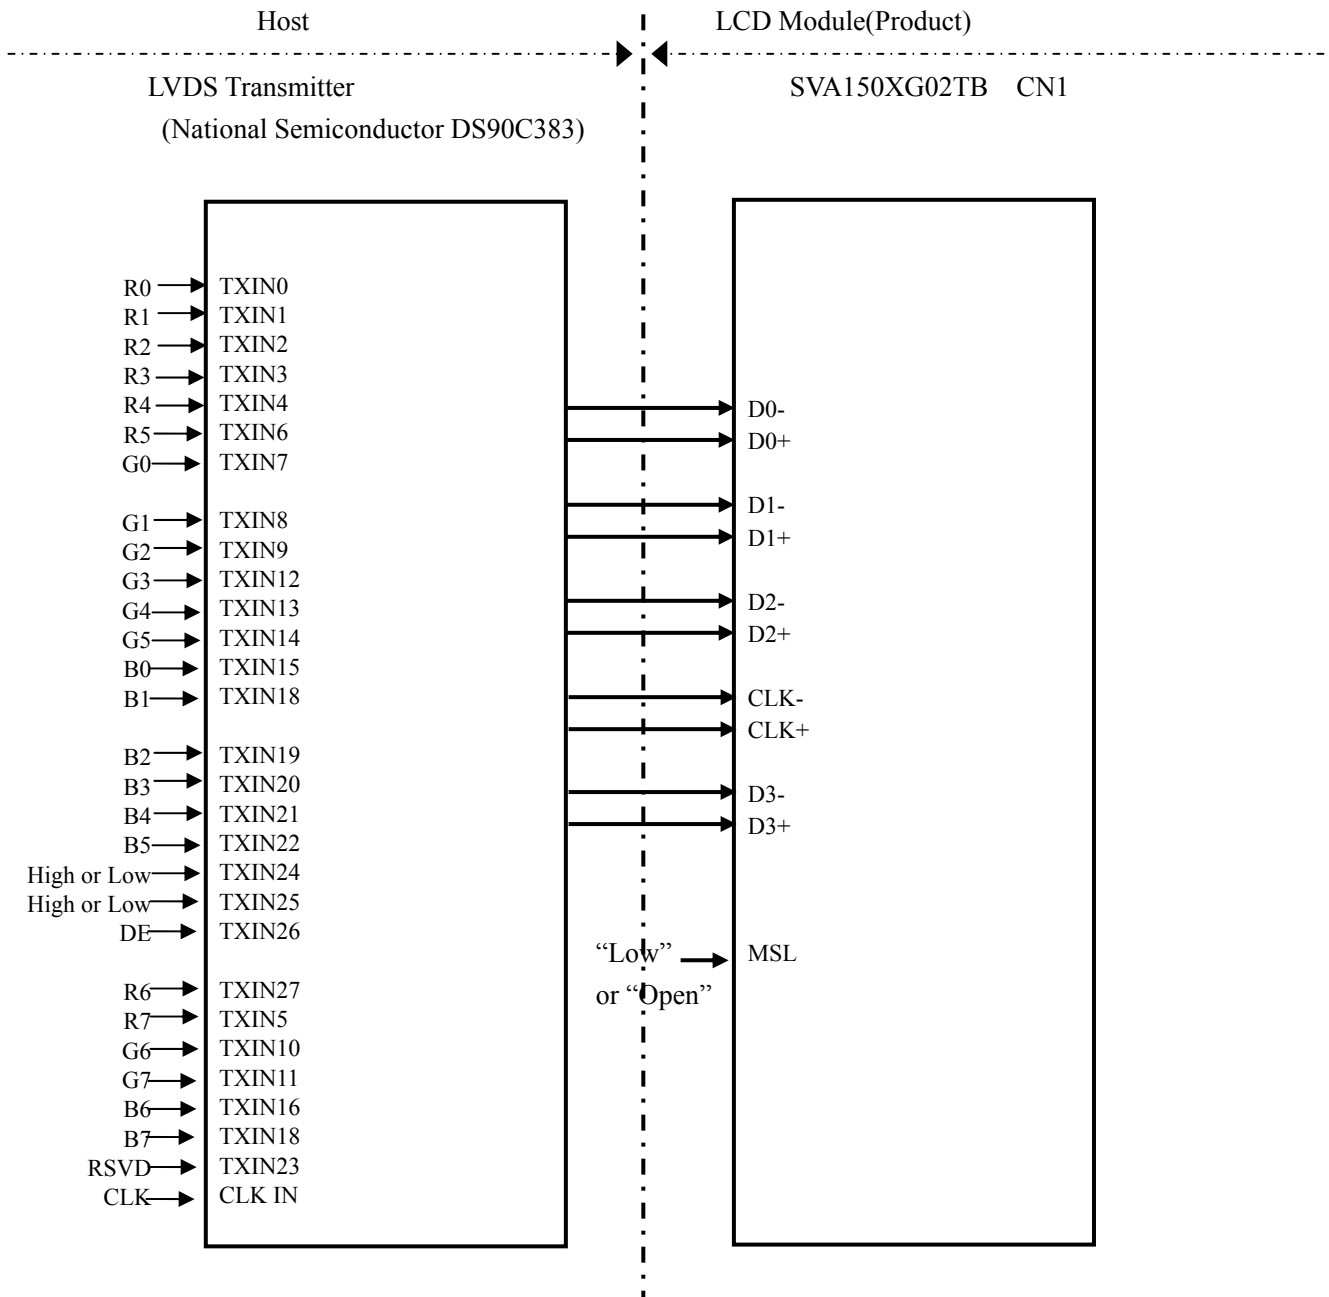 Host LCD Module(Product)
LVDS Transmitter SVA150XG02TB CN1
(National Semiconductor DS90C383)
R0 TXIN0
R1 TXIN1
R2 TXIN2
R3 TXIN3
R4 TXIN4 D0-
R5 TXIN6 D0+
G0 TXIN7
D1-
G1 TXIN8
D1+
G2 TXIN9
G3 TXIN12
G4 TXIN13 D2-
G5 TXIN14 D2+
B0 TXIN15
B1 TXIN18 CLK-
CLK+
B2 TXIN19
B3 TXIN20 D3-
B4 TXIN21 D3+
B5 TXIN22
High or Low TXIN24
High or Low TXIN25
DE TXIN26
“Low” MSL
R6 TXIN27 or “Open”
R7 TXIN5
G6 TXIN10
G7 TXIN11
B6 TXIN16
B7 TXIN18
RSVD TXIN23
CLK CLK IN